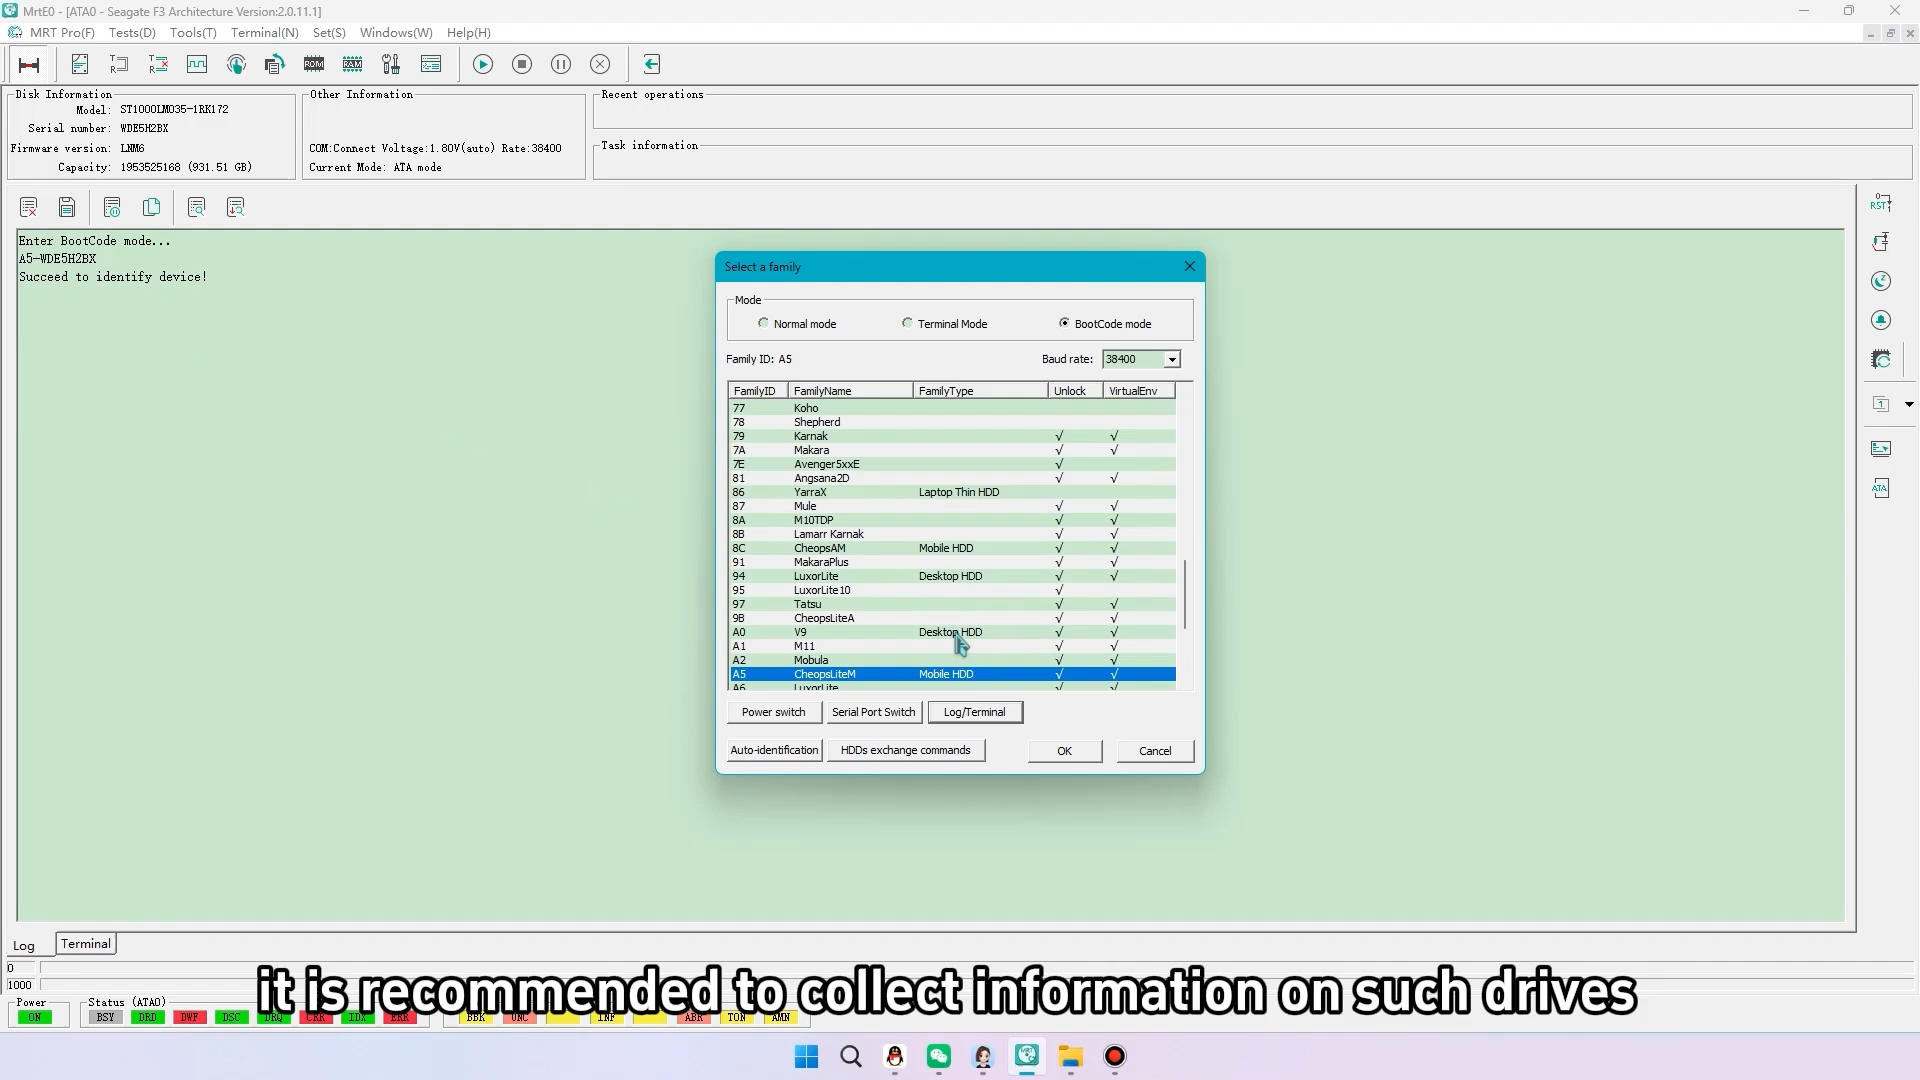 MrtE0 - [ATA0 - Seagate F3 Architecture Version:2.0.11.1]
MRT Pro(F) Tests(D) Tools(T) Terminal(N) Set(S) Windows(W) Help(H)
ROM RAM
Disk Information
Model: ST1000LM035-1RK172
Serial number: WDE5H2BX
Firmware version: LNM6
Capacity: 1953525168 (931.51 GB)
Other Information
COM:Connect Voltage:1.80V(auto) Rate:38400
Current Mode: ATA mode
Recent operations
Task information
RST
Enter BootCode mode...
A5-WDE5H2BX
Succeed to identify device!
Select a family
Mode
Normal mode Terminal Mode BootCode mode
Family ID: A5 Baud rate: 38400
FamilyID FamilyName FamilyType Unlock VirtualEnv
77 Koho
78 Shepherd
79 Karnak √ √
7A Makara √ √
7E Avenger5xxE √
81 Angsana2D √ √
86 YarraX Laptop Thin HDD
87 Mule √ √
8A M10TDP √ √
8B Lamarr Karnak √ √
8C CheopsAM Mobile HDD √ √
91 MakaraPlus √ √
94 LuxorLite Desktop HDD √ √
95 LuxorLite10 √
97 Tatsu √ √
9B CheopsLiteA √ √
A0 V9 Desktop HDD √ √
A1 M11 √ √
A2 Mobula √ √
A5 CheopsLiteM Mobile HDD √ √
A6 LuxorLite √ √
Power switch Serial Port Switch Log/Terminal
Auto-identification HDDs exchange commands OK Cancel
1
ATA
Log Terminal
0
1000
it is recommended to collect information on such drives
Power
ON
Status (ATA0)
BSY DRD DWF DSC DRQ CRR IDX ERR
BBK UNC INF ABR TON AMN